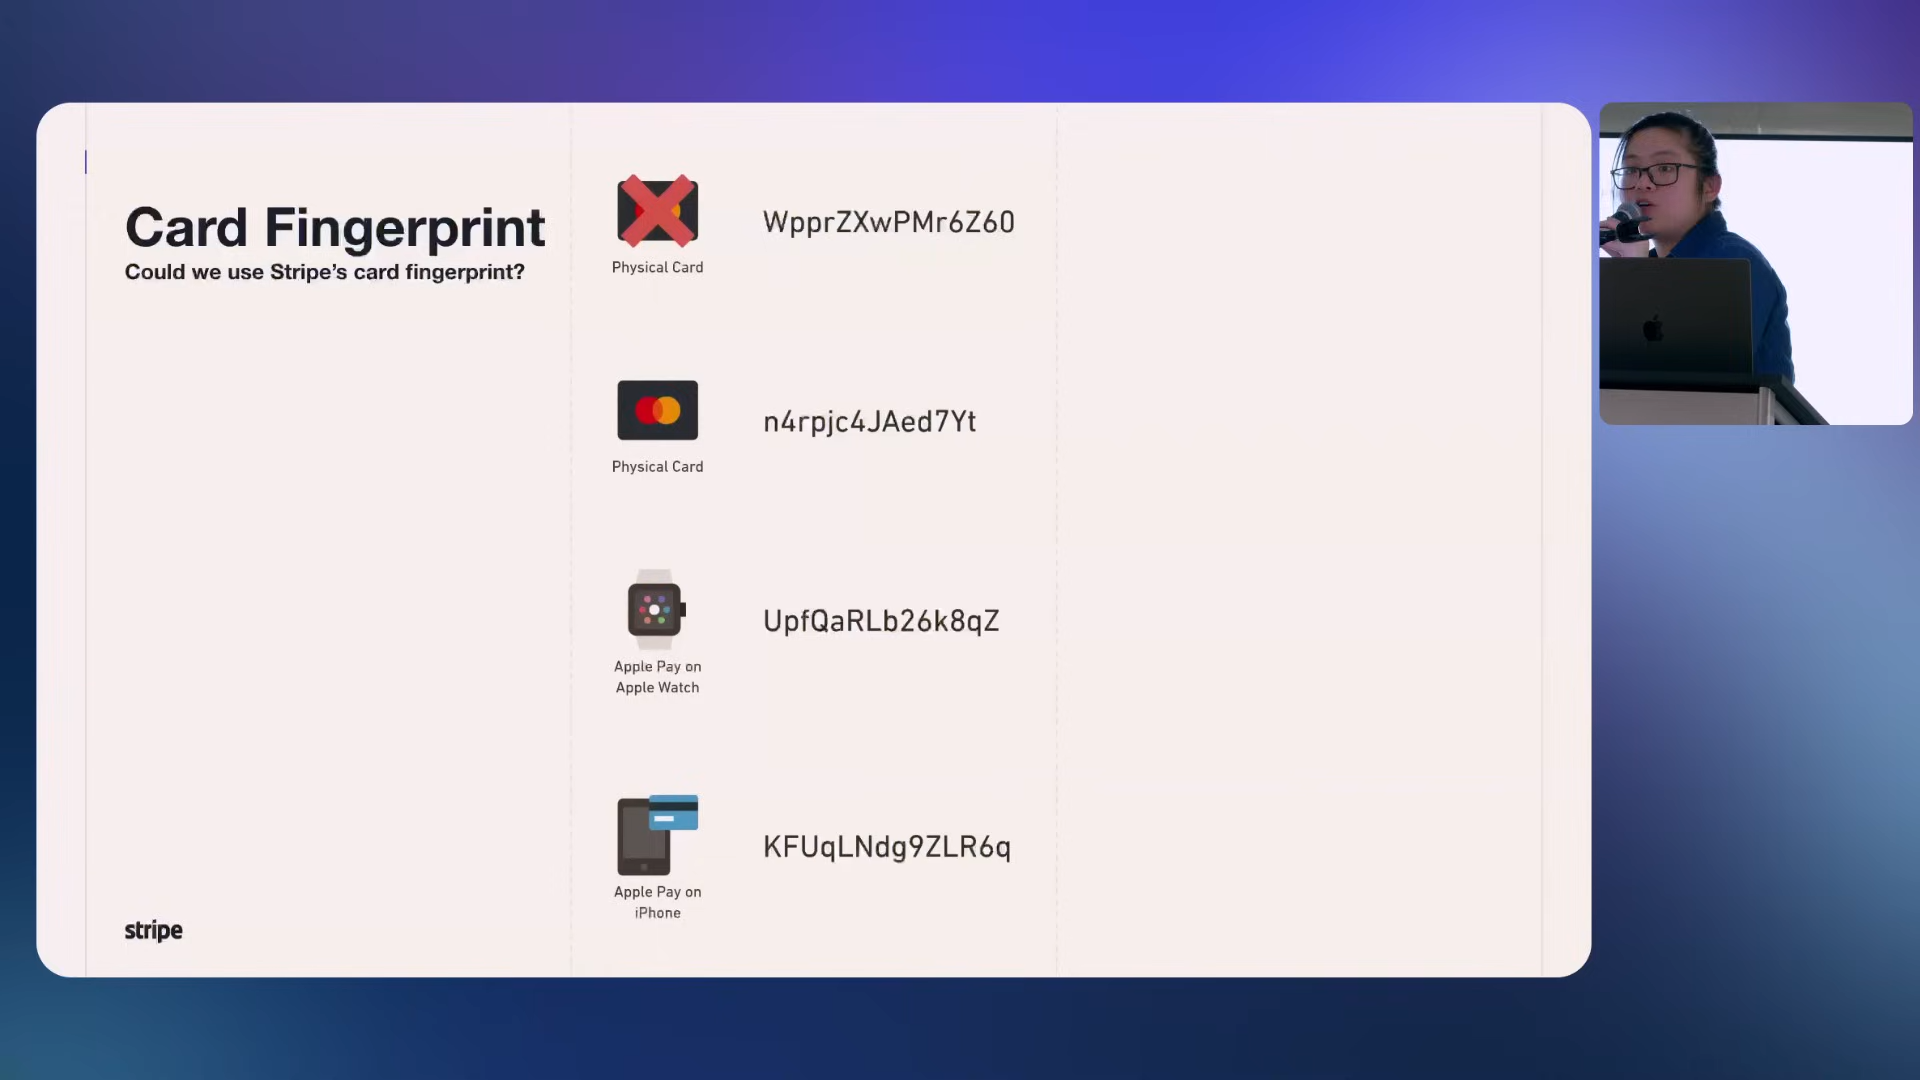 Card Fingerprint
Could we use Stripe's card fingerprint?
WpprZXwPMr6Z60
Physical Card
n4rpjc4JAed7Yt
Physical Card
UpfQaRLb26k8qZ
Apple Pay on
Apple Watch
KFUqLNdg9ZLR6q
Apple Pay on
iPhone
stripe